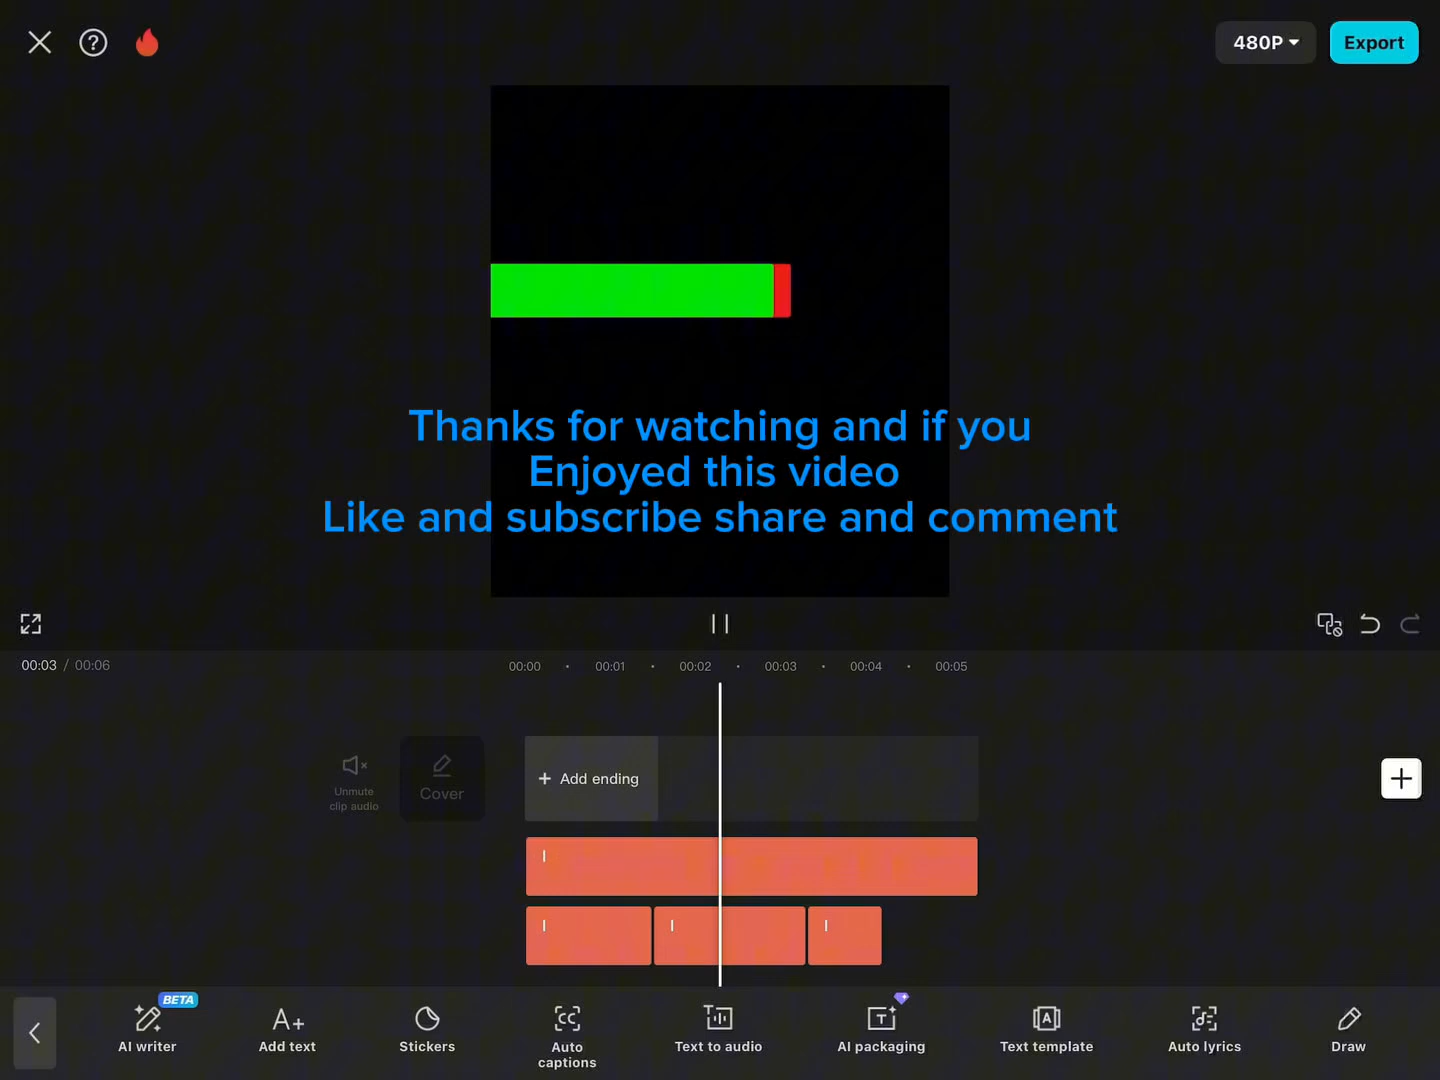 480P
Export
Thanks for watching and if you
Enjoyed this video
Like and subscribe share and comment
00:03 / 00:06
00:00 00:01 00:02 00:03 00:04 00:05
Unmute
clip audio
Cover
+ Add ending
BETA
AI writer
A+
Add text
Stickers
CC
Auto
captions
Text to audio
AI packaging
Text template
Auto lyrics
Draw